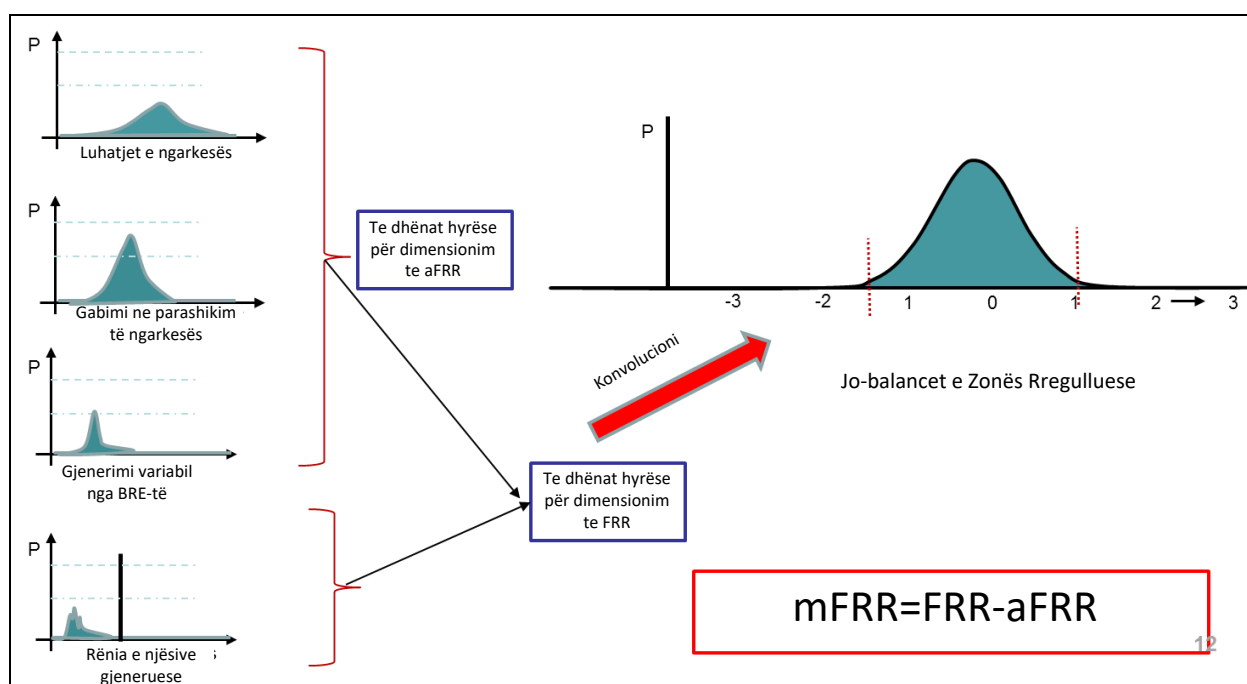 P
Luhatjet e ngarkesës
P
Gabimi ne parashikim
të ngarkesës
P
Gjenerimi variabil
nga BRE-të
P
Rënia e njësive
gjeneruese
Te dhënat hyrëse
për dimensionim
te aFRR
Te dhënat hyrëse
për dimensionim
te FRR
Konvolucioni
P
-3 -2 1 0 1 2 3
Jo-balancet e Zonës Rregulluese
mFRR=FRR-aFRR
12